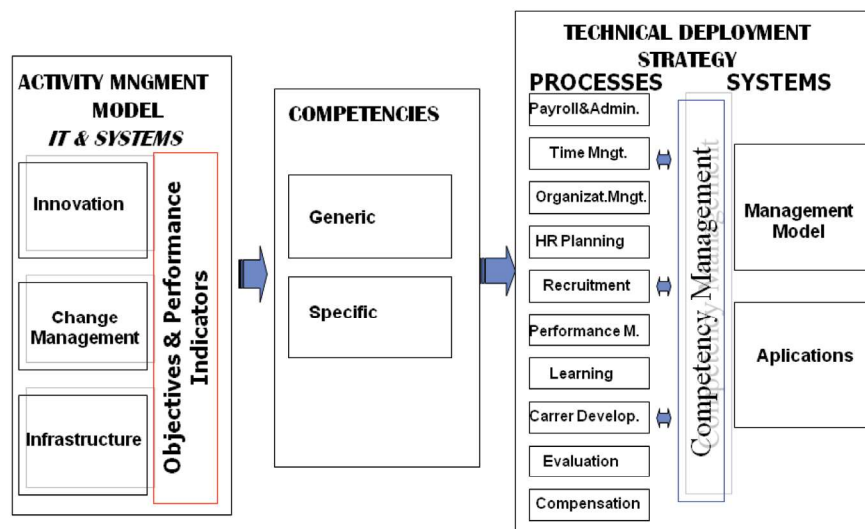 ACTIVITY MNGMENT
MODEL
IT & SYSTEMS
Innovation
Change
Management
Infrastructure
Objectives & Performance
Indicators
COMPETENCIES
Generic
Specific
TECHNICAL DEPLOYMENT
STRATEGY
PROCESSES
SYSTEMS
Payroll&Admin.
Time Mngt.
Organizat.Mngt.
HR Planning
Recruitment
Performance M.
Learning
Carrer Develop.
Evaluation
Compensation
Competency Management
Management
Model
Aplications